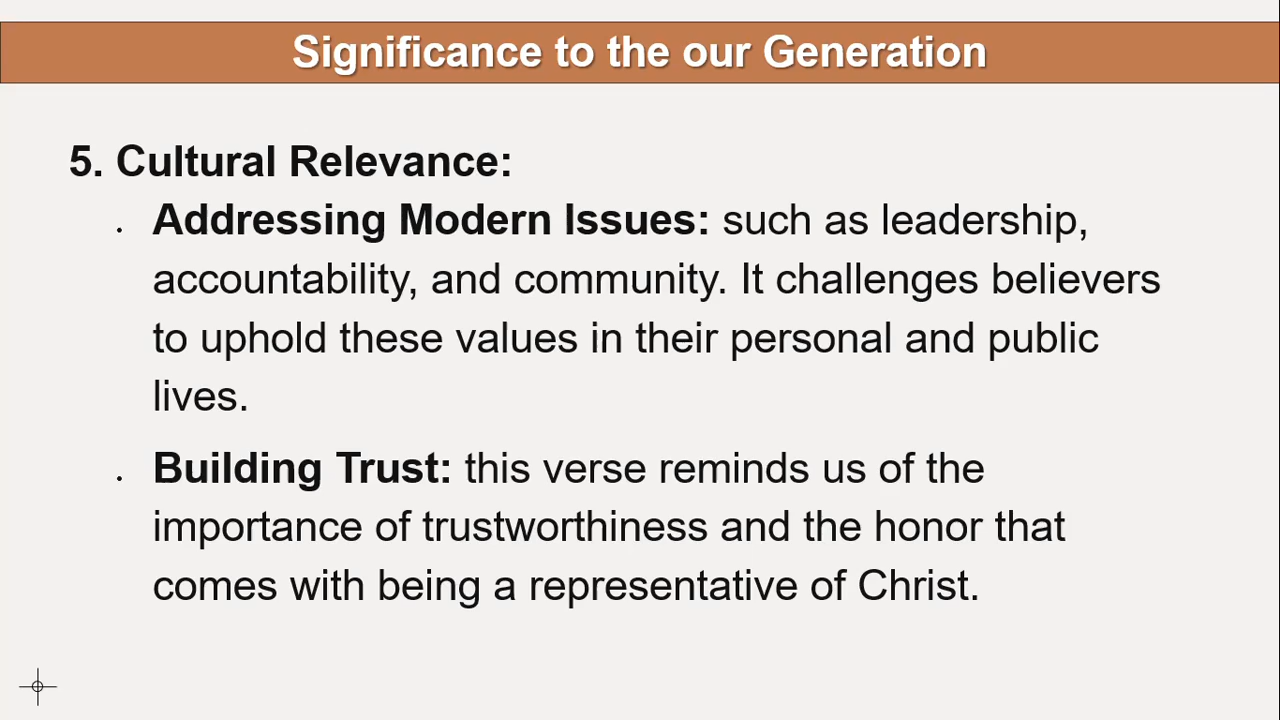 Significance to the our Generation
5. Cultural Relevance:
. Addressing Modern Issues: such as leadership,
accountability, and community. It challenges believers
to uphold these values in their personal and public
lives.
. Building Trust: this verse reminds us of the
importance of trustworthiness and the honor that
comes with being a representative of Christ.